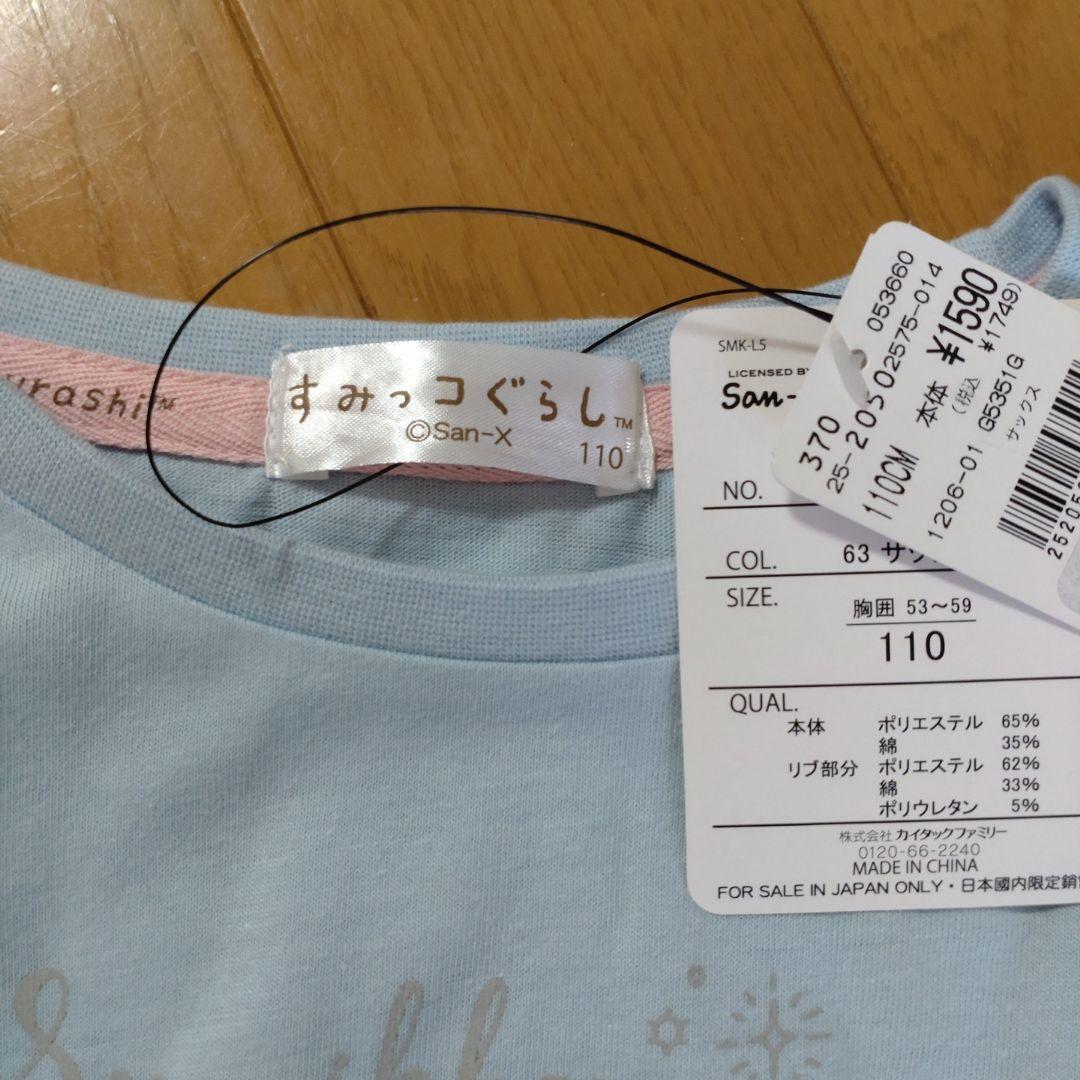 urashi™
すみっコぐらし™
©San-X
110
370
053660
25-20502575-014
110CM 本体 ¥1590
(税込 ¥1749)
1206-01 G5351G
サックス
SMK-L5
LICENSED BY
San-
NO.
COL. 63
SIZE.
胸囲 53～59
110
QUAL.
本体 ポリエステル 65%
綿 35%
リブ部分 ポリエステル 62%
綿 33%
ポリウレタン 5%
株式会社 カイタックファミリー
0120-66-2240
MADE IN CHINA
FOR SALE IN JAPAN ONLY・日本國内限定銷